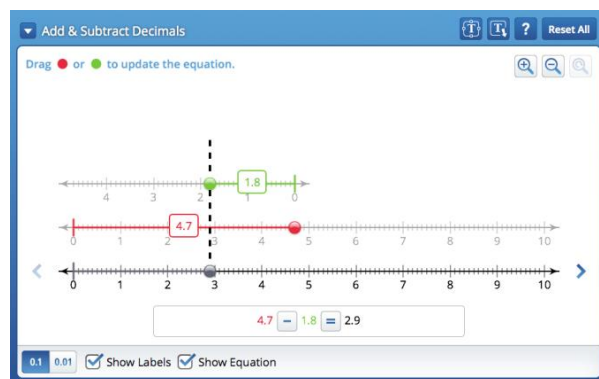 Add & Subtract Decimals
? Reset All
Drag or to update the equation.
1.8
4 3 2 1 0
4.7
0 1 2 3 4 5 6 7 8 9 10
0 1 2 3 4 5 6 7 8 9 10
4.7 − 1.8 = 2.9
0.1 0.01 Show Labels Show Equation